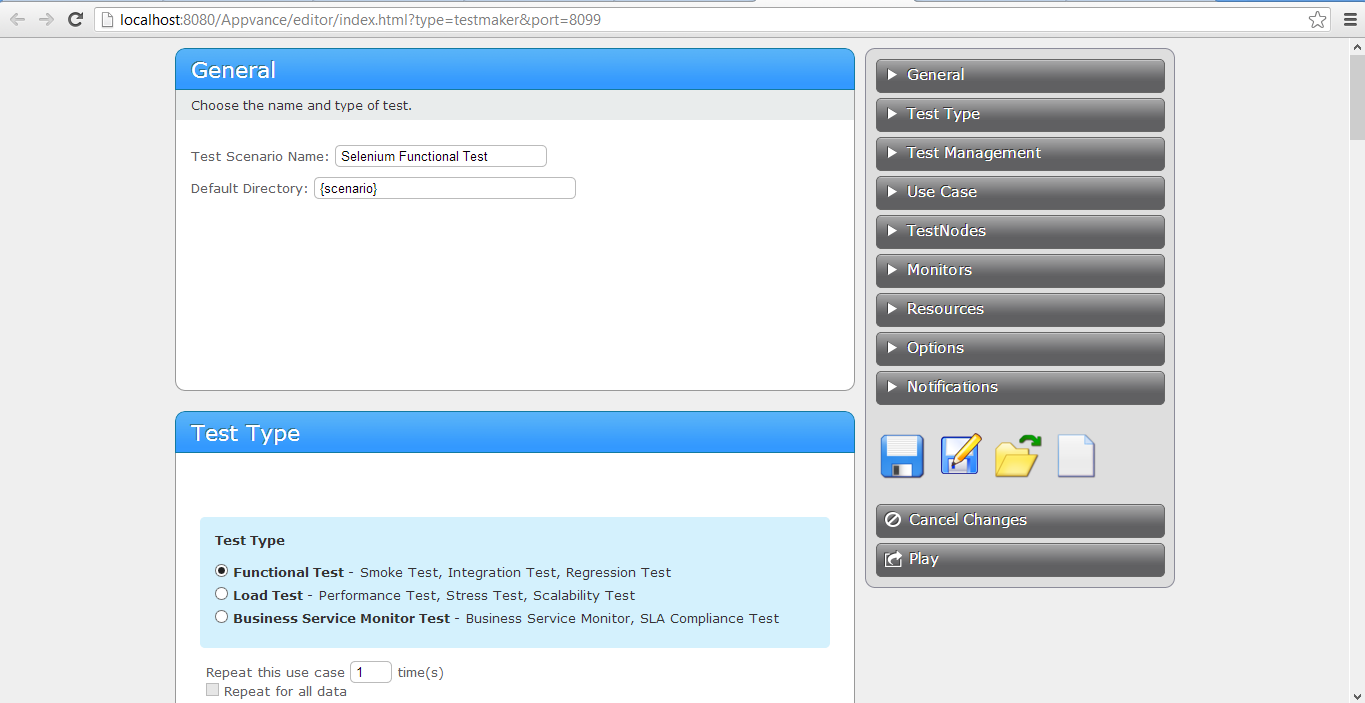 localhost:8080/Appvance/editor/index.html?type=testmaker&port=8099
General
Choose the name and type of test.
Test Scenario Name: Selenium Functional Test
Default Directory: {scenario}
Test Type
Test Type
Functional Test - Smoke Test, Integration Test, Regression Test
Load Test - Performance Test, Stress Test, Scalability Test
Business Service Monitor Test - Business Service Monitor, SLA Compliance Test
Repeat this use case 1 time(s)
Repeat for all data
General
Test Type
Test Management
Use Case
TestNodes
Monitors
Resources
Options
Notifications
Cancel Changes
Play